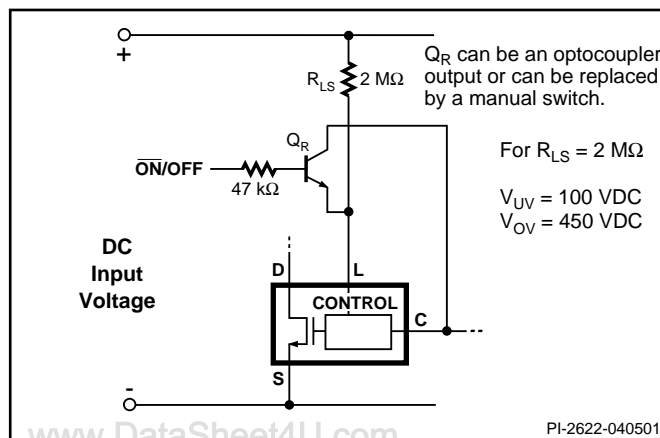 +
Q_R can be an optocoupler
output or can be replaced
by a manual switch.
R_LS
2 MΩ
Q_R
For R_LS = 2 MΩ
O̅N̅/OFF
47 kΩ
V_UV = 100 VDC
V_OV = 450 VDC
DC
Input
Voltage
D
L
CONTROL
C
S
-
www.DataSheet4U.com
PI-2622-040501